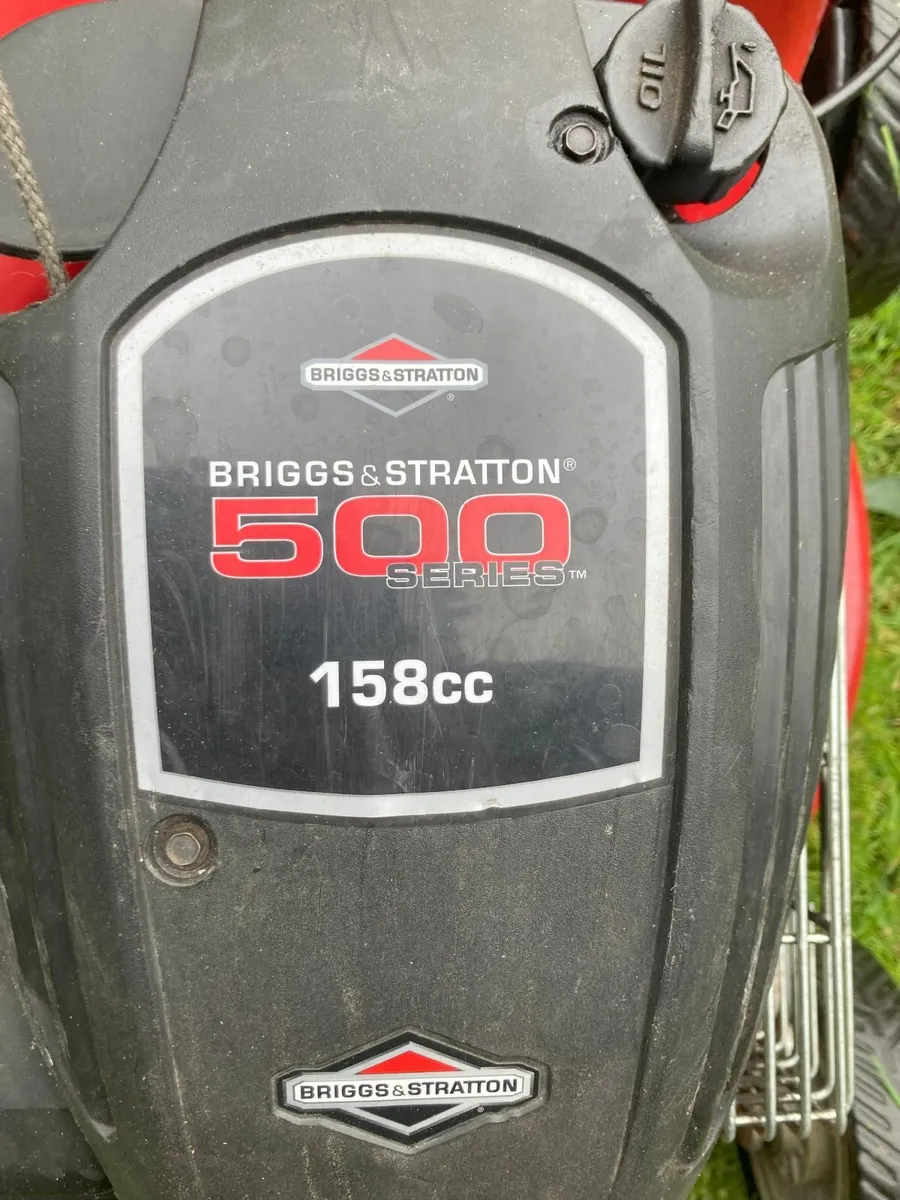 OIL
BRIGGS&STRATTON
®
BRIGGS & STRATTON®
500
SERIES™
158cc
BRIGGS&STRATTON
®